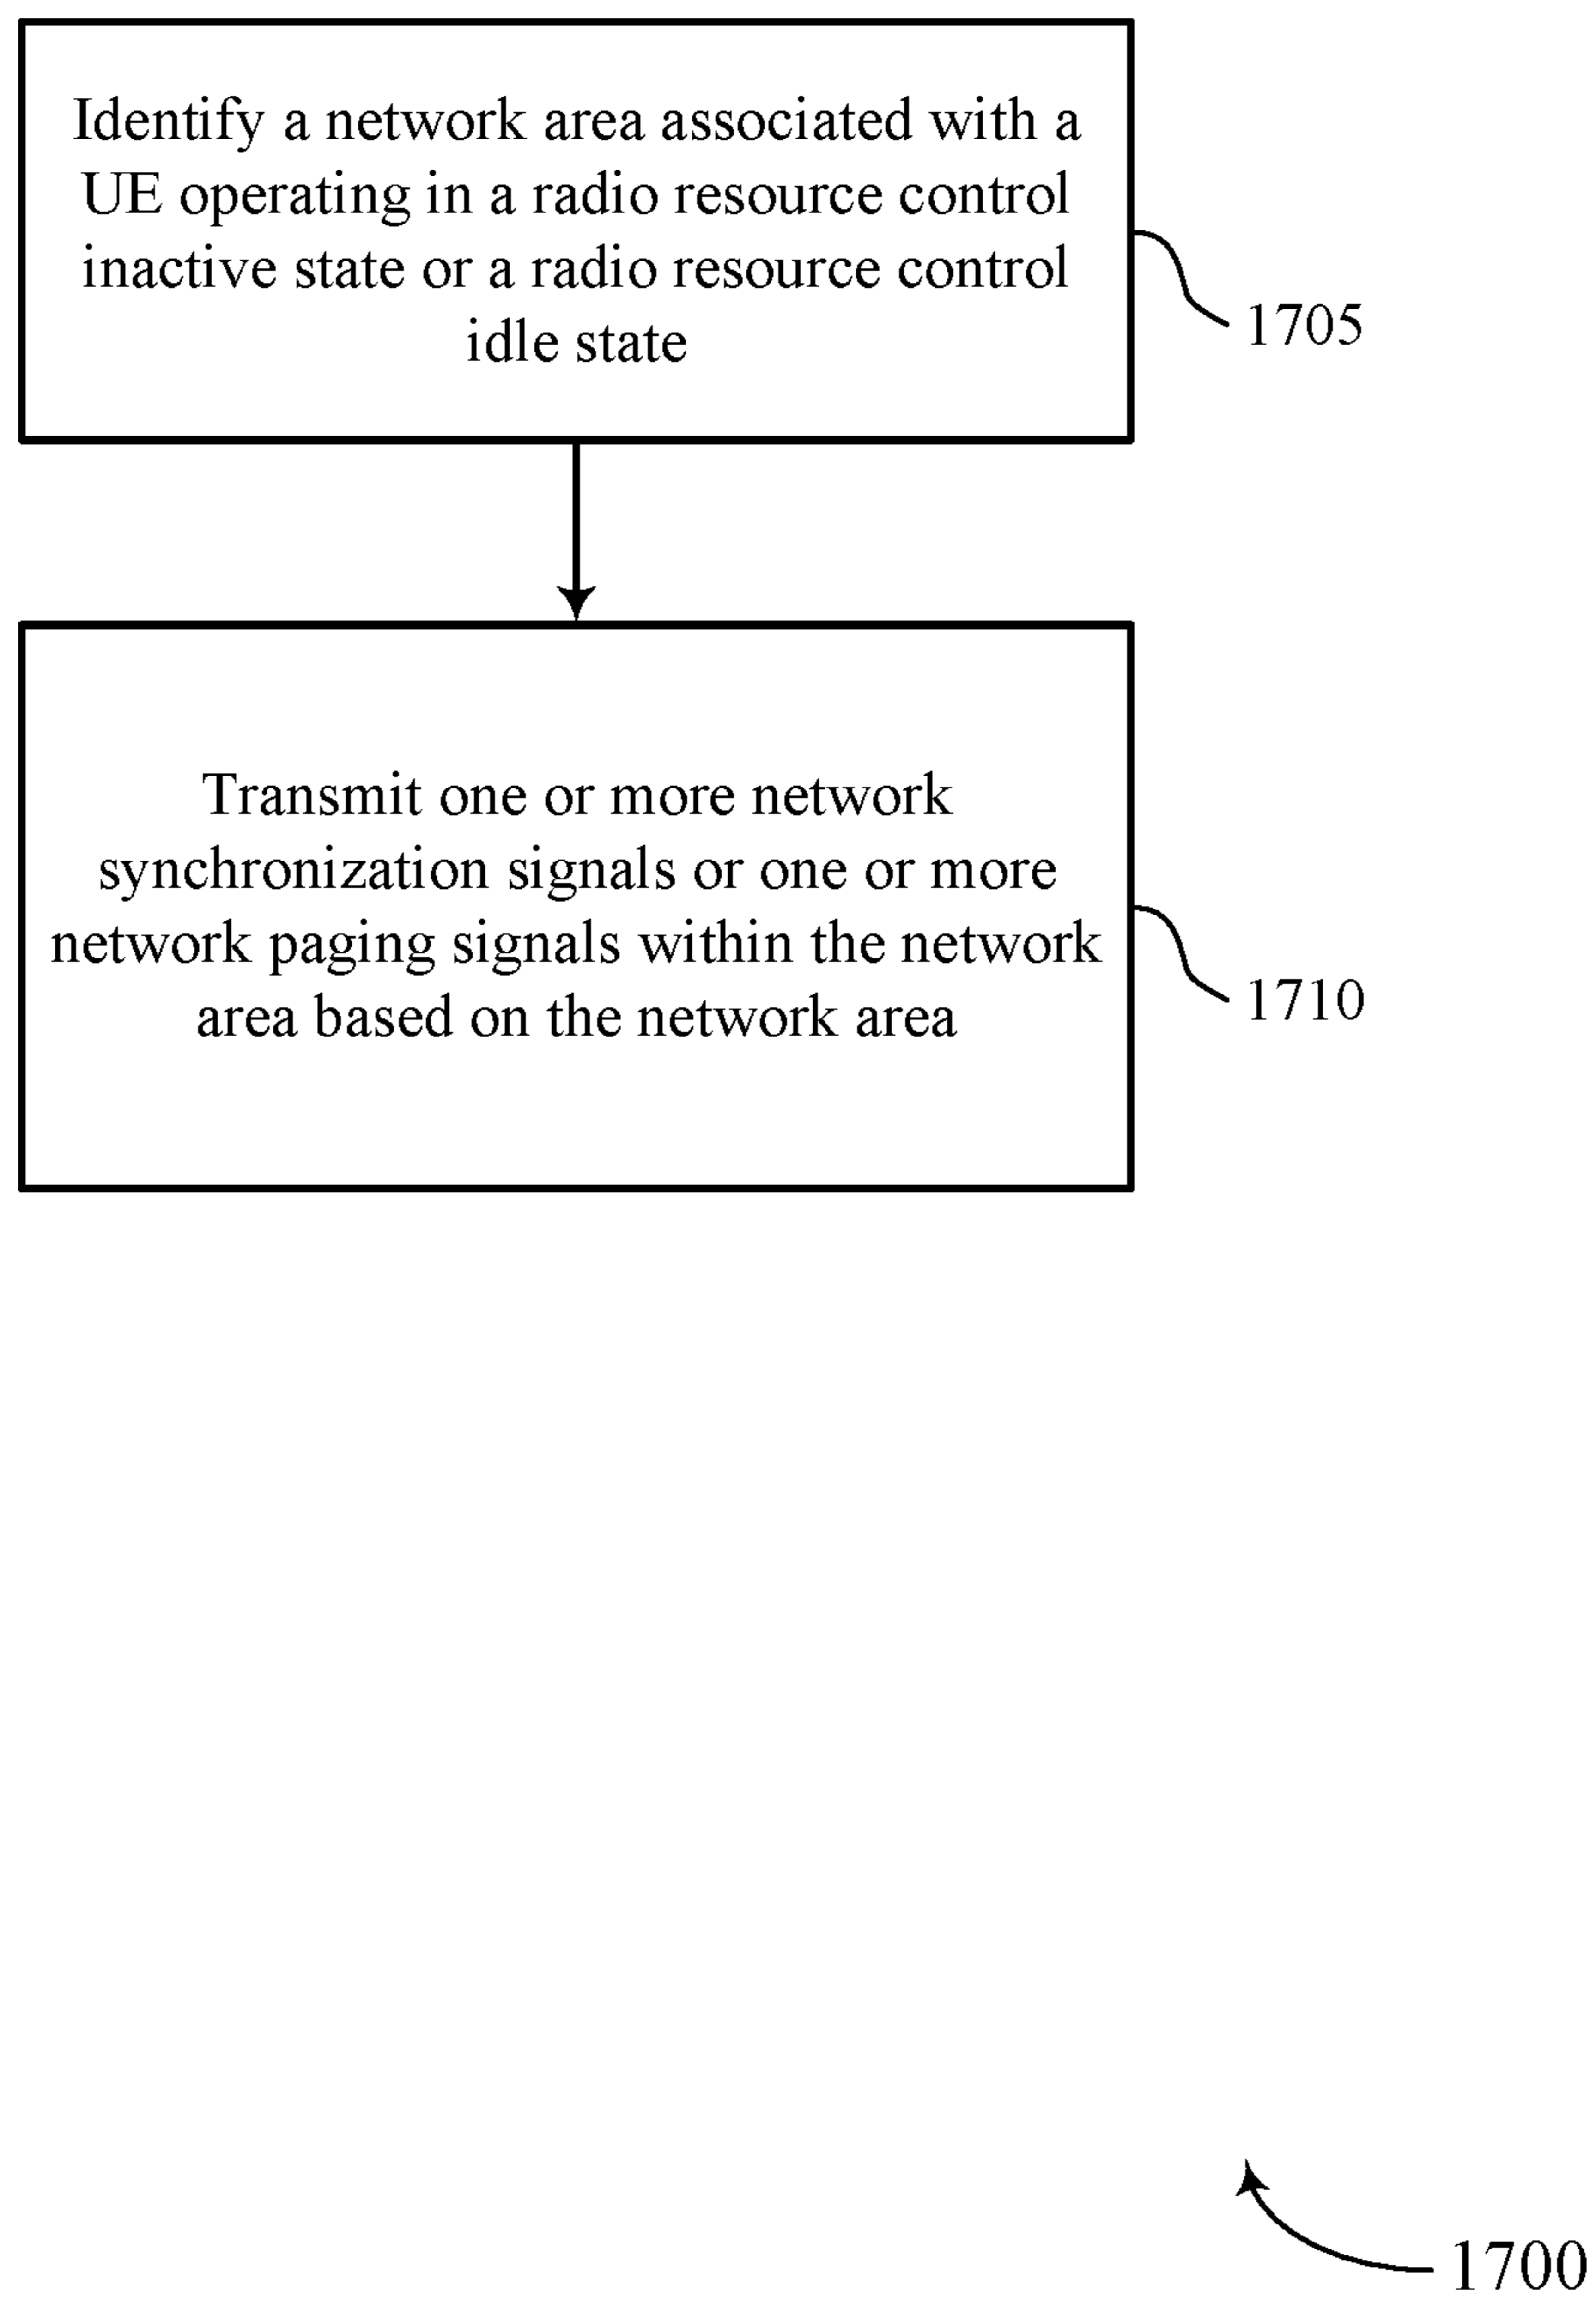 Identify a network area associated with a
UE operating in a radio resource control
inactive state or a radio resource control
idle state
1705
Transmit one or more network
synchronization signals or one or more
network paging signals within the network
area based on the network area
1710
1700